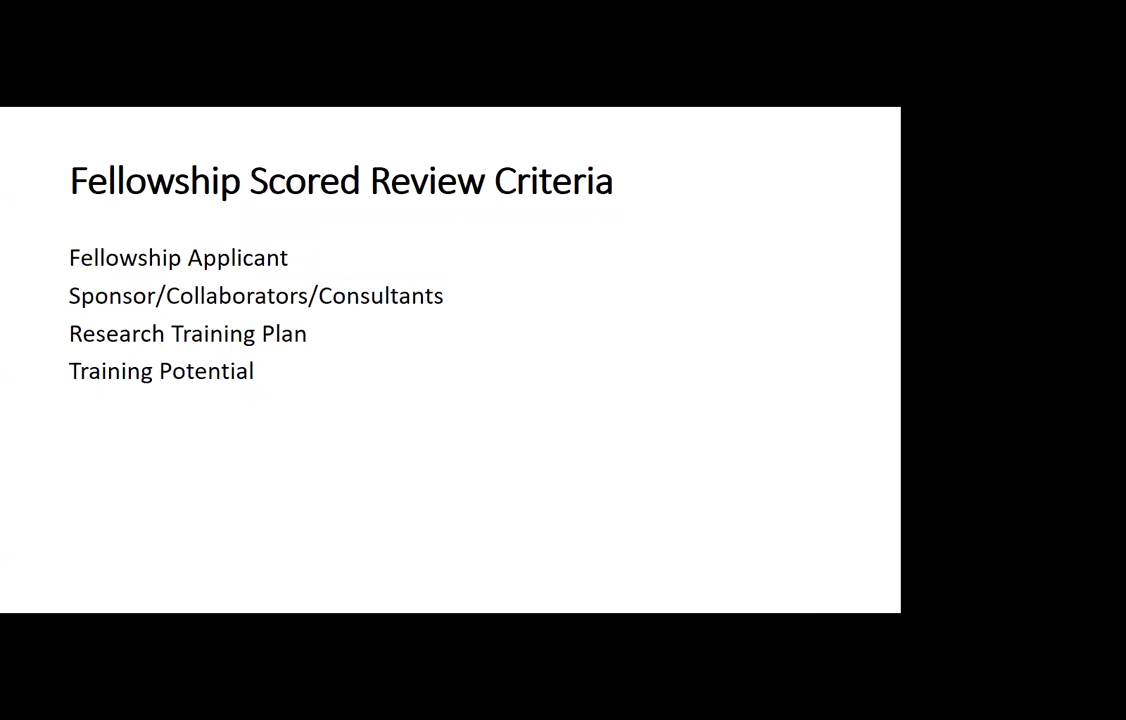 Fellowship Scored Review Criteria
Fellowship Applicant
Sponsor/Collaborators/Consultants
Research Training Plan
Training Potential